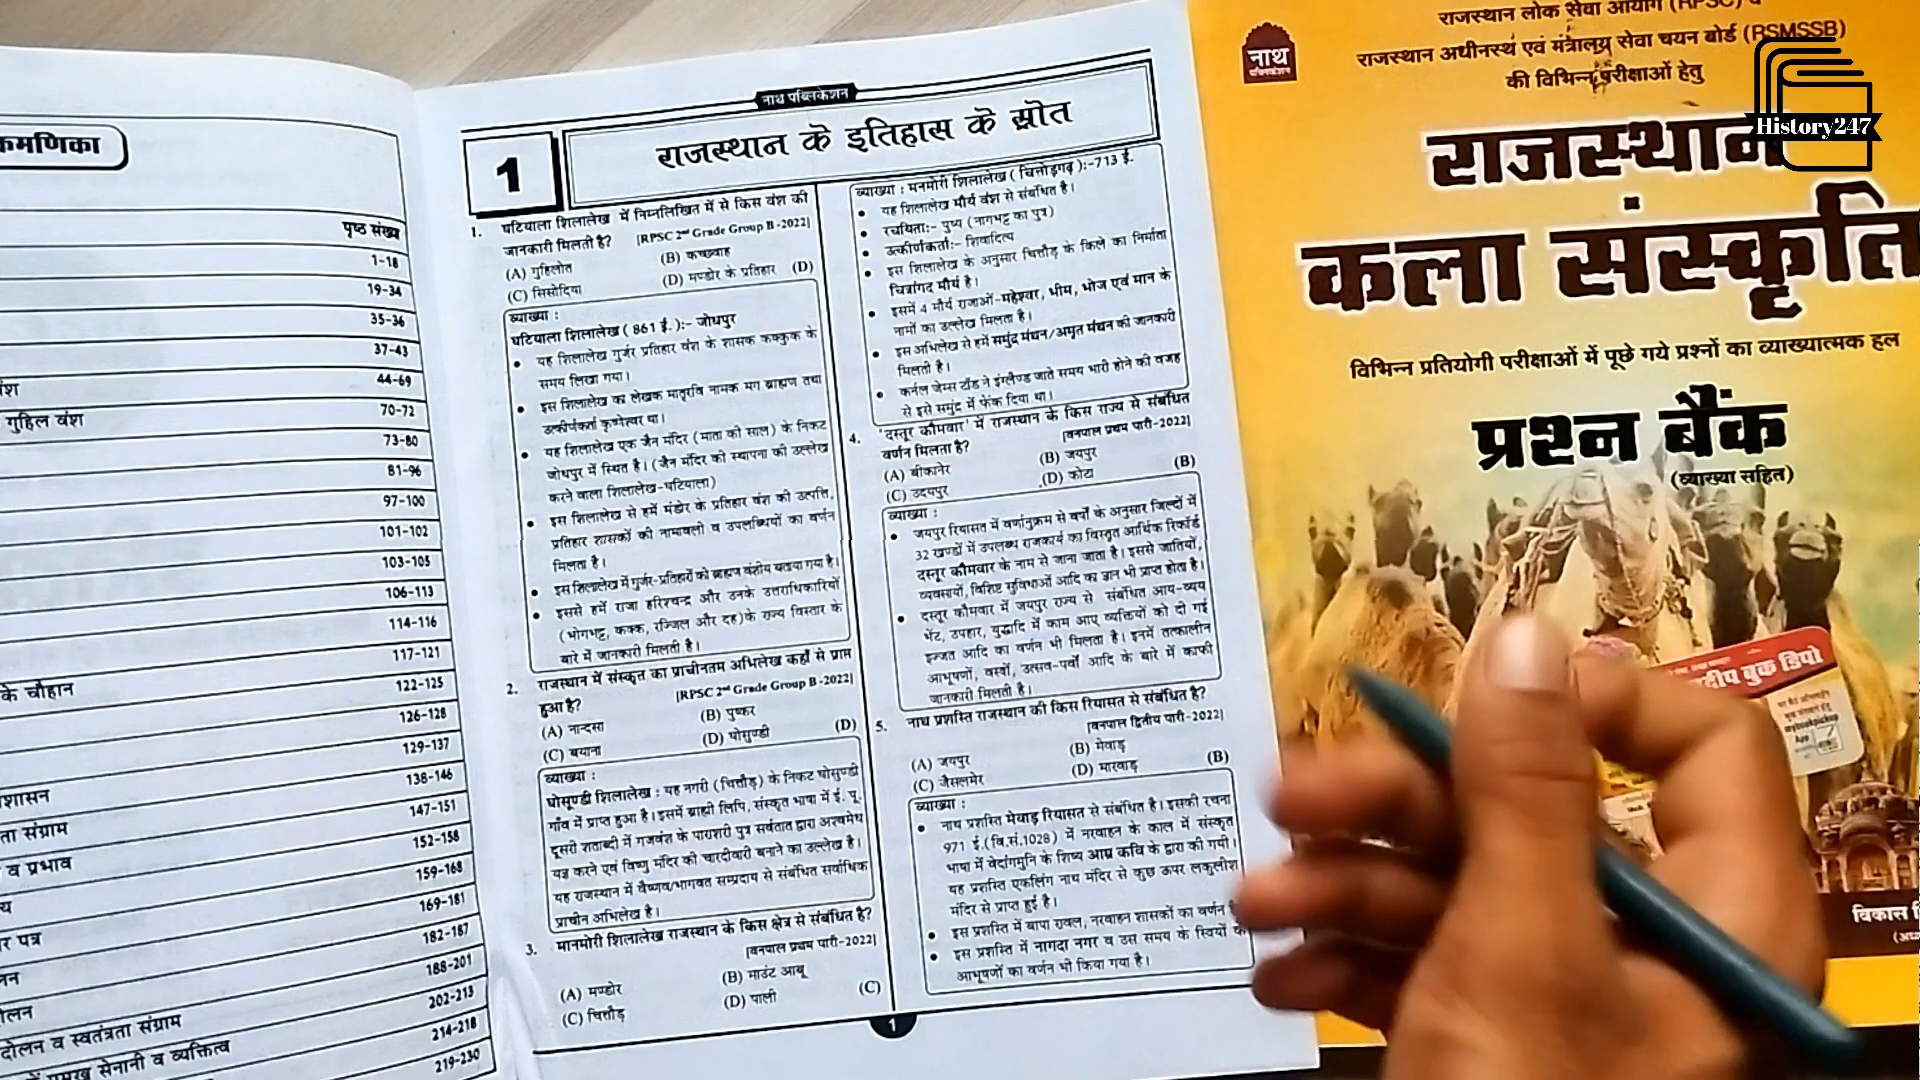 क्रमणिका
पृष्ठ संख्या
1-18
19-34
35-36
37-43
वंश 44-69
गुहिल वंश 70-72
73-80
81-96
97-100
101-102
103-105
106-113
114-116
117-121
के चौहान 122-125
126-128
129-137
138-146
शासन 147-151
ता संग्राम 152-158
व प्रभाव 159-168
169-181
र पत्र 182-187
188-201
202-213
दोलन व स्वतंत्रता संग्राम 214-218
सेनानी व व्यक्तित्व 219-230
नाथ पब्लिकेशन
1
राजस्थान के इतिहास के स्रोत
1. घटियाला शिलालेख में निम्नलिखित में से किस वंश की
जानकारी मिलती है? [RPSC 2nd Grade Group B-2022]
(A) गुहिलोत (B) कच्छवाह
(C) सिसोदिया (D) मण्डोर के प्रतिहार (D)
व्याख्या :
घटियाला शिलालेख (861 ई.):- जोधपुर
• यह शिलालेख गुर्जर प्रतिहार वंश के शासक कक्कुक के
समय लिखा गया।
• इस शिलालेख का लेखक मातृरवि नामक मग ब्राह्मण तथा
उत्कीर्णकर्ता कृष्णेश्वर था।
• यह शिलालेख एक जैन मंदिर (माता की साल) के निकट
जोधपुर में स्थित है। (जैन मंदिर की स्थापना की उल्लेख
करने वाला शिलालेख-घटियाला)
• इस शिलालेख से हमें मंडोर के प्रतिहार वंश की उत्पत्ति,
प्रतिहार शासकों की नामावली व उपलब्धियों का वर्णन
मिलता है।
• इस शिलालेख में गुर्जर-प्रतिहारों को ब्राह्मण वंशीय बताया गया है।
• इससे हमें राजा हरिश्चन्द्र और उनके उत्तराधिकारियों
(भोगभट्ट, कक्क, रज्जिल और दह) के राज्य विस्तार के
बारे में जानकारी मिलती है।
2. राजस्थान में संस्कृत का प्राचीनतम अभिलेख कहाँ से प्राप्त
हुआ है? [RPSC 2nd Grade Group B-2022]
(A) नान्दसा (B) पुष्कर
(C) बयाना (D) घोसुण्डी (D)
व्याख्या :
घोसूण्डी शिलालेख : यह नगरी (चित्तौड़) के निकट घोसुण्डी
गाँव में प्राप्त हुआ है। इसमें ब्राह्मी लिपि, संस्कृत भाषा में ई. पू.
दूसरी शताब्दी में गजवंश के पाराशरी पुत्र सर्वतात द्वारा अश्वमेध
यज्ञ करने एवं विष्णु मंदिर की चारदीवारी बनाने का उल्लेख है।
यह राजस्थान में वैष्णव/भागवत सम्प्रदाय से संबंधित सर्वाधिक
प्राचीन अभिलेख है।
3. मानमोरी शिलालेख राजस्थान के किस क्षेत्र से संबंधित है?
[वनपाल प्रथम पारी-2022]
(A) मण्डोर (B) माउंट आबू
(C) चित्तौड़ (D) पाली (C)
व्याख्या : मनमोरी शिलालेख (चित्तौड़गढ़):-713 ई.
• यह शिलालेख मौर्य वंश से संबंधित है।
• रचयिता:- पुष्य (नागभट्ट का पुत्र)
• उत्कीर्णकर्ता:- शिवादित्य
• इस शिलालेख के अनुसार चित्तौड़ के किले का निर्माता
चित्रांगद मौर्य है।
• इसमें 4 मौर्य राजाओं-महेश्वर, भीम, भोज एवं मान के
नामों का उल्लेख मिलता है।
• इस अभिलेख से हमें समुंद्र मंथन/अमृत मंथन की जानकारी
मिलती है।
• कर्नल जेम्स टॉड ने इंग्लैण्ड जाते समय भारी होने की वजह
से इसे समुंद्र में फेंक दिया था।
4. 'दस्तूर कौमवार' में राजस्थान के किस राज्य से संबंधित
वर्णन मिलता है? [वनपाल प्रथम पारी-2022]
(A) बीकानेर (B) जयपुर
(C) उदयपुर (D) कोटा (B)
व्याख्या :
• जयपुर रियासत में वर्णानुक्रम से वर्षों के अनुसार जिल्दों में
32 खण्डों में उपलब्ध राजकार्य का विस्तृत आर्थिक रिकॉर्ड
दस्तूर कौमवार के नाम से जाना जाता है। इससे जातियों,
व्यवसायों, विशिष्ट सुविधाओं आदि का ज्ञान भी प्राप्त होता है।
• दस्तूर कौमवार में जयपुर राज्य से संबंधित आय-व्यय
भेंट, उपहार, युद्धादि में काम आए व्यक्तियों को दी गई
इज्जत आदि का वर्णन भी मिलता है। इनमें तत्कालीन
आभूषणों, वस्त्रों, उत्सव-पर्वों आदि के बारे में काफी
जानकारी मिलती है।
5. नाथ प्रशस्ति राजस्थान की किस रियासत से संबंधित है?
[वनपाल द्वितीय पारी-2022]
(A) जयपुर (B) मेवाड़
(C) जैसलमेर (D) मारवाड़ (B)
व्याख्या :
• नाथ प्रशस्ति मेवाड़ रियासत से संबंधित है। इसकी रचना
971 ई.(वि.सं.1028) में नरवाहन के काल में संस्कृत
भाषा में वेदांगमुनि के शिष्य आम्र कवि के द्वारा की गयी।
यह प्रशस्ति एकलिंग नाथ मंदिर से कुछ ऊपर लकुलीश
मंदिर से प्राप्त हुई है।
• इस प्रशस्ति में बापा रावल, नरवाहन शासकों का वर्णन
• इस प्रशस्ति में नागदा नगर व उस समय के स्त्रियों के
आभूषणों का वर्णन भी किया गया है।
1
नाथ
पब्लिकेशन
राजस्थान लोक सेवा आयोग (RPSC) व
राजस्थान अधीनस्थ एवं मंत्रालय सेवा चयन बोर्ड (RSMSSB)
की विभिन्न परीक्षाओं हेतु
History247
राजस्थान
कला संस्कृति
विभिन्न प्रतियोगी परीक्षाओं में पूछे गये प्रश्नों का व्याख्यात्मक हल
प्रश्न बैंक
(व्याख्या सहित)
दीप बुक डिपो
App
विकास